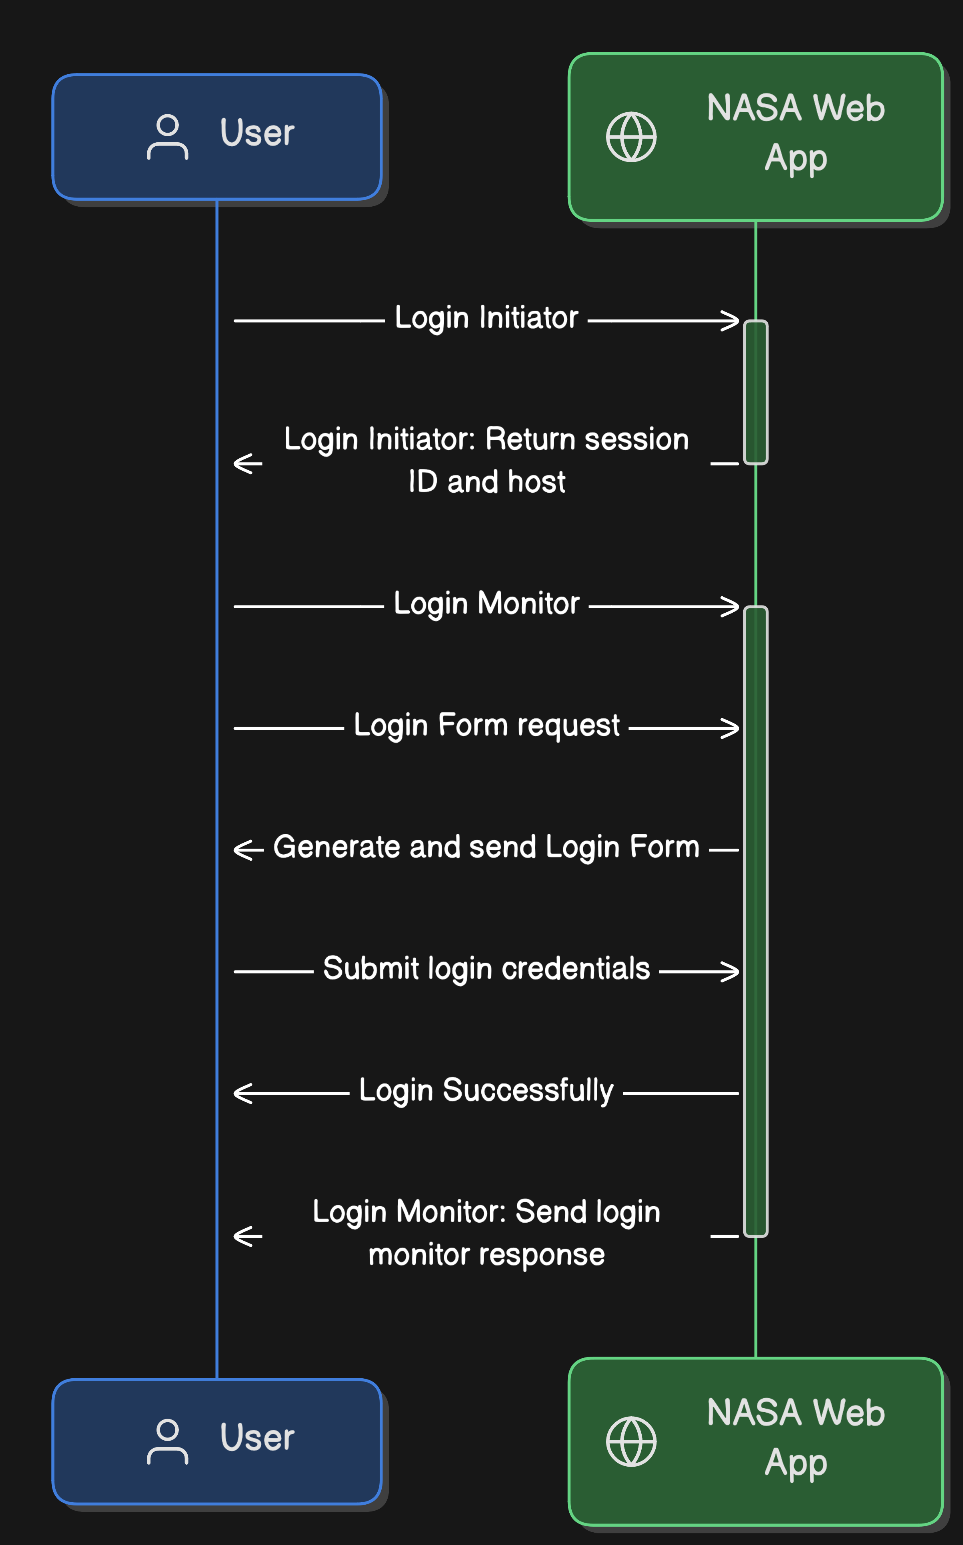 User
NASA Web
App
Login Initiator
Login Initiator: Return session
ID and host
Login Monitor
Login Form request
Generate and send Login Form
Submit login credentials
Login Successfully
Login Monitor: Send login
monitor response
User
NASA Web
App